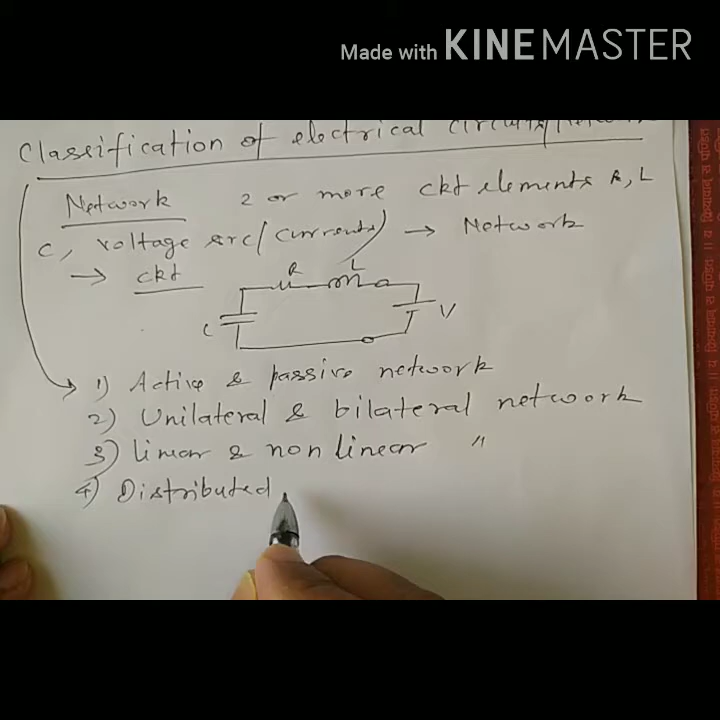 Made with KINEMASTER
Classification of electrical circuits/
Network 2 or more ckt elements R, L
C, voltage src/(currents) → Network
→ ckt
R L
C V
1) Active & passive network
2) Unilateral & bilateral network
3) linear & non linear "
4) Distributed